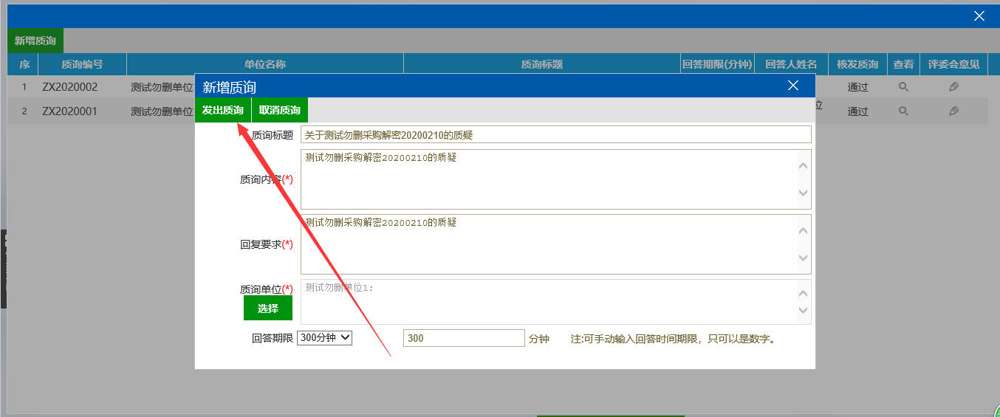 新增质询
序 质询编号 单位名称 质询标题 回答期限(分钟) 回答人姓名 核发质询 查看 评委会意见
1 ZX2020002 测试勿删单位 通过
2 ZX2020001 测试勿删单位 位 通过
新增质询
发出质询 取消质询
质询标题 关于测试勿删采购解密20200210的质疑
质询内容(*) 测试勿删采购解密20200210的质疑
回复要求(*) 测试勿删采购解密20200210的质疑
质询单位(*) 测试勿删单位1;
选择
回答期限 300分钟 300 分钟 注:可手动输入回答时间期限，只可以是数字。